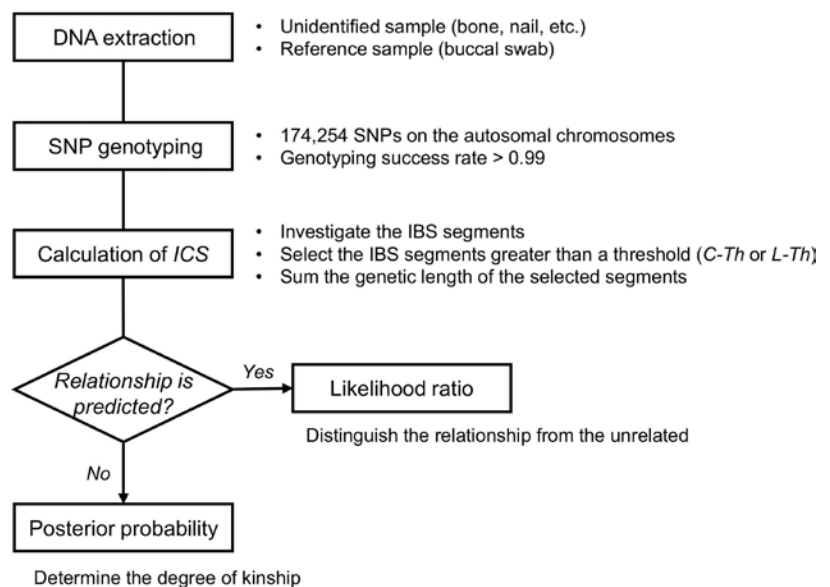 DNA extraction
• Unidentified sample (bone, nail, etc.)
• Reference sample (buccal swab)
SNP genotyping
• 174,254 SNPs on the autosomal chromosomes
• Genotyping success rate > 0.99
Calculation of ICS
• Investigate the IBS segments
• Select the IBS segments greater than a threshold (C-Th or L-Th)
• Sum the genetic length of the selected segments
Relationship is
predicted?
Yes
Likelihood ratio
Distinguish the relationship from the unrelated
No
Posterior probability
Determine the degree of kinship